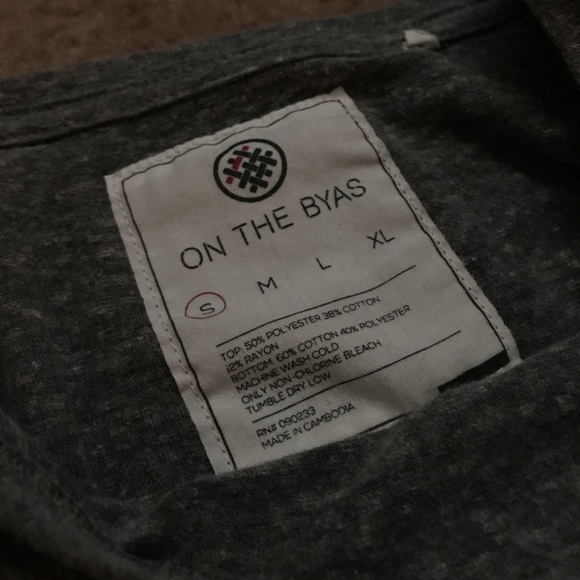 ON THE BYAS
S M L XL
TOP: 50% POLYESTER 38% COTTON
12% RAYON
BOTTOM: 60% COTTON 40% POLYESTER
MACHINE WASH COLD
ONLY NON-CHLORINE BLEACH
TUMBLE DRY LOW
RN# 090233
MADE IN CAMBODIA